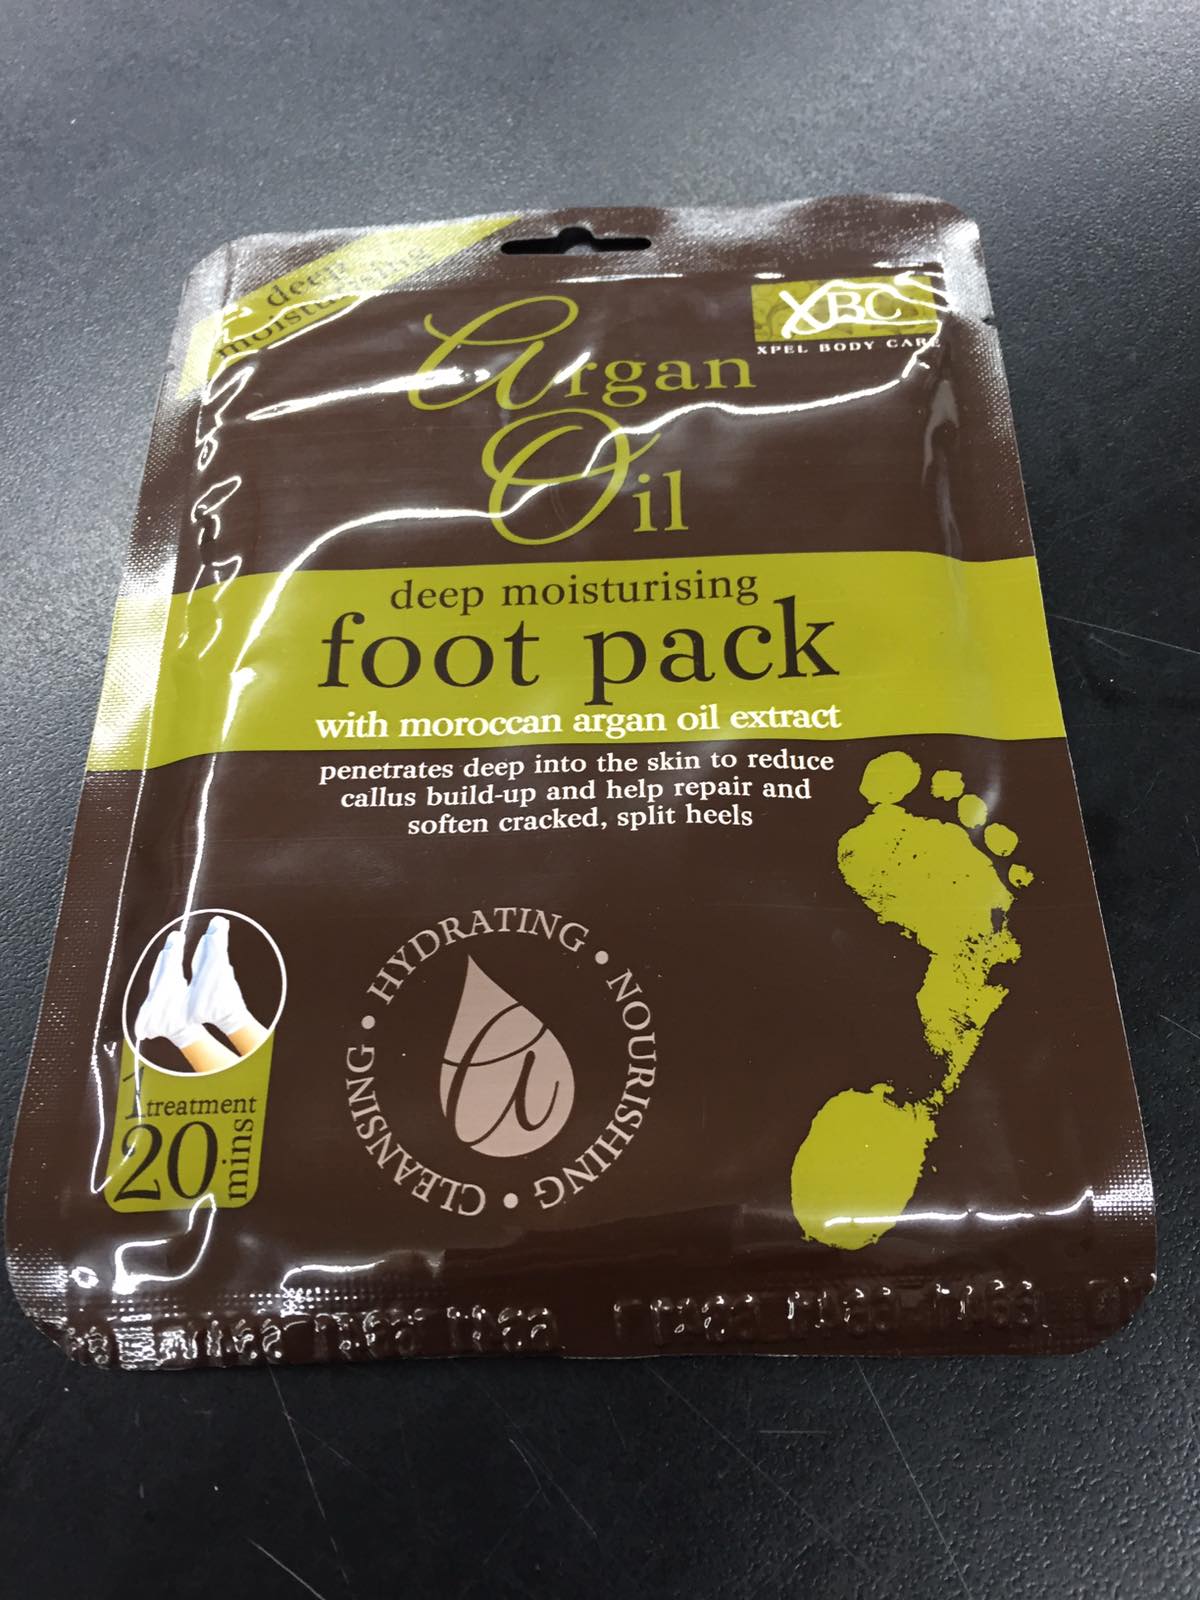 deep
moisturising
XBC
XPEL BODY CARE
Argan
Oil
deep moisturising
foot pack
with moroccan argan oil extract
penetrates deep into the skin to reduce
callus build-up and help repair and
soften cracked, split heels
HYDRATING • NOURISHING • CLEANSING •
a
1 treatment
20 mins